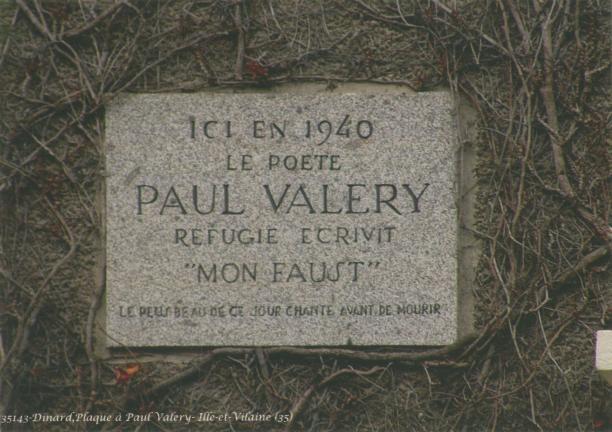 ICI EN 1940
LE POETE
PAUL VALERY
REFUGIE ECRIVIT
"MON FAUST"
LE PLUS BEAU DE CE JOUR CHANTE AVANT DE MOURIR
35143-Dinard,Plaque à Paul Valery- Ille-et-Vilaine (35)